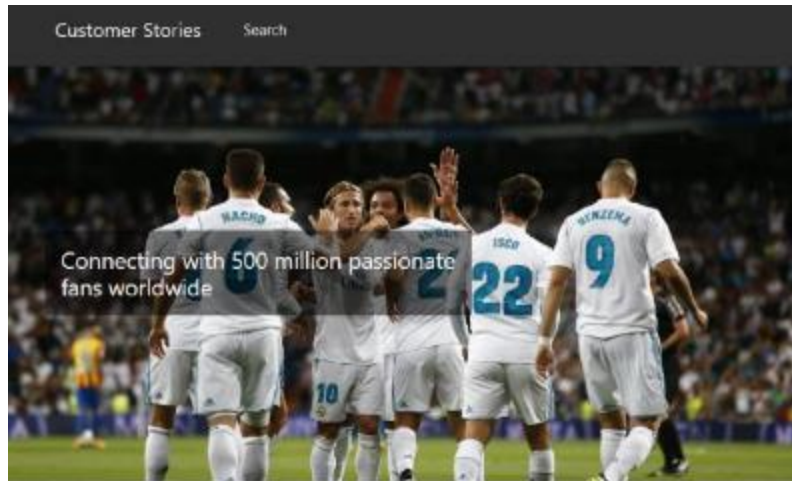 Customer Stories
Search
NACHO
6
Connecting with 500 million passionate
fans worldwide
2
ISCO
22
BENZEMA
9
10